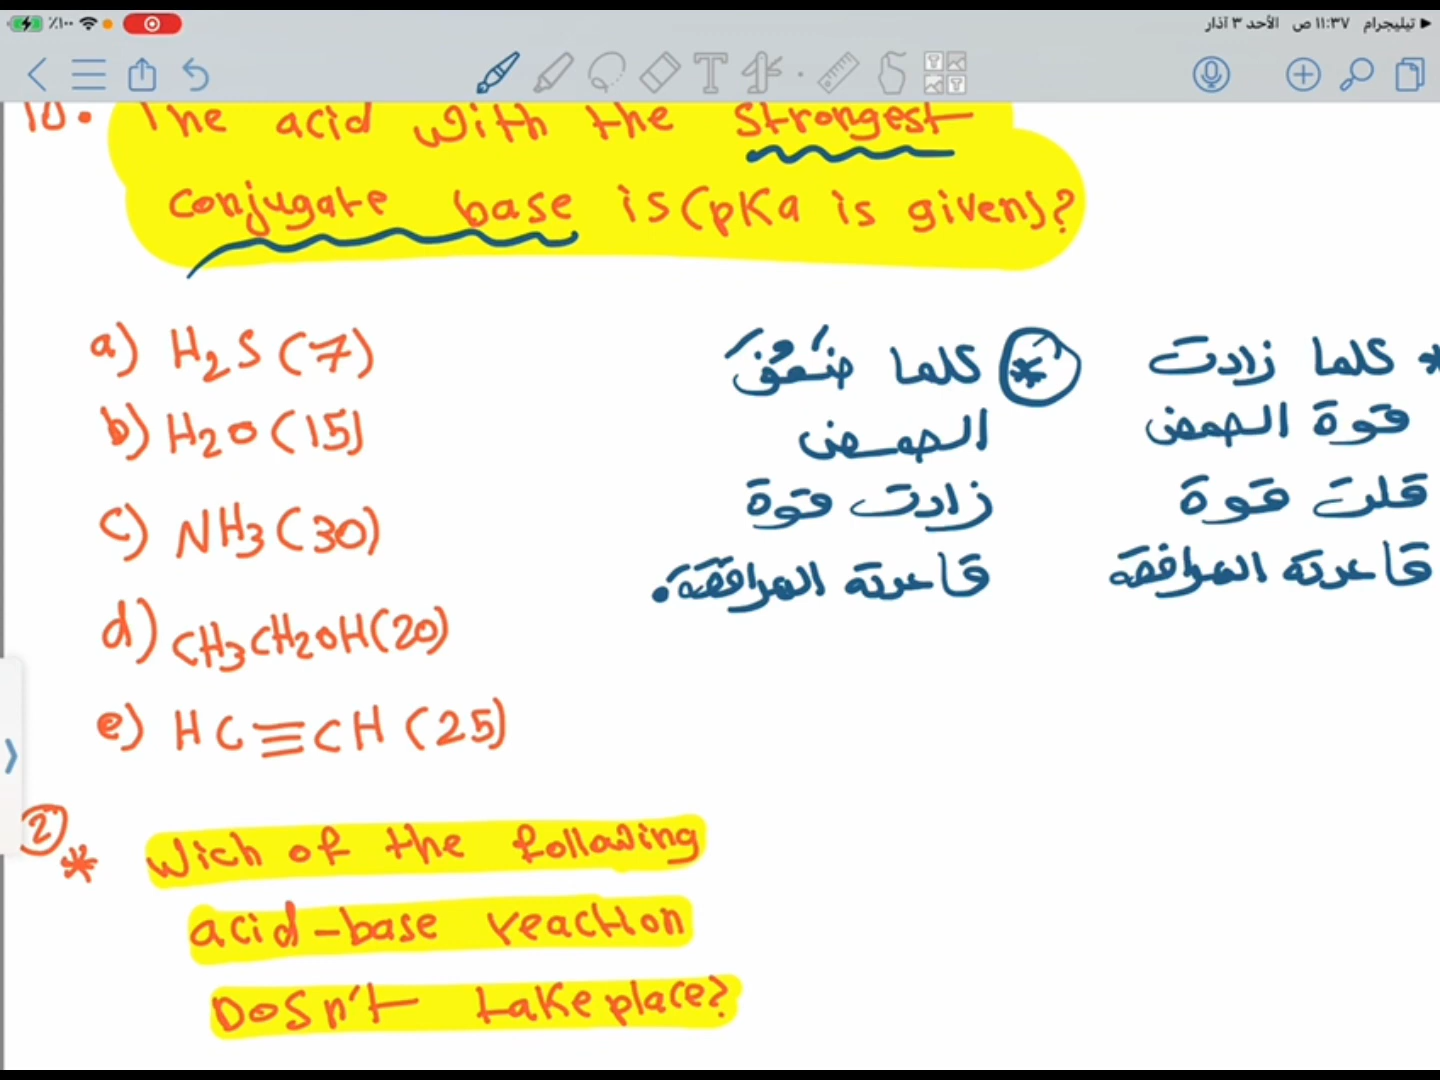 ٪١٠٠
◀ تيليجرام ١١:٣٧ ص الأحد ٣ آذار
10. The acid with the strongest
conjugate base is (pKa is given)?
a) H2S (7)
b) H2O (15)
c) NH3 (30)
d) CH3CH2OH (20)
e) HC≡CH (25)
* كلما زادت
قوة الحمض
قلت قوة
قاعدته المرافقة
* كلما ضَعُفَ
الحمض
زادت قوة
قاعدته المرافقة.
2
* Wich of the following
acid-base reaction
Dosn't take place?